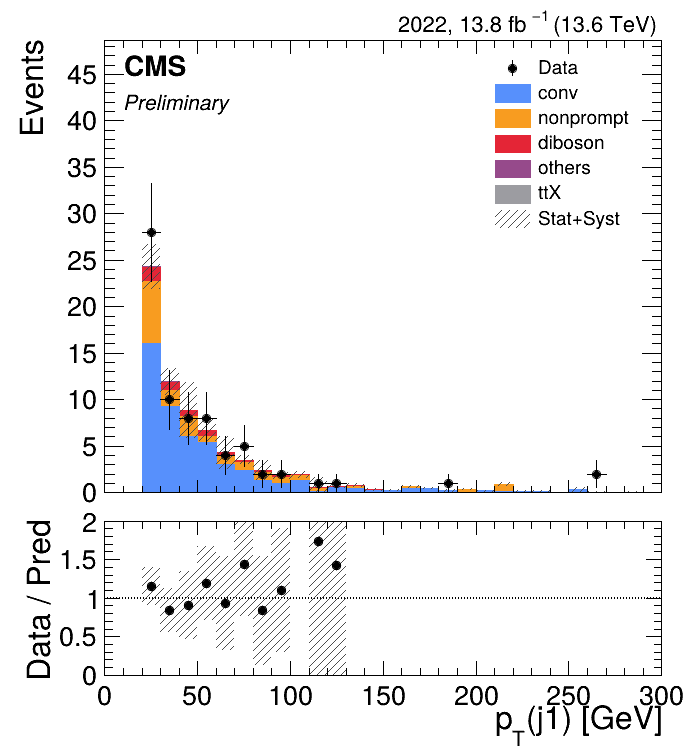 2022, 13.8 fb⁻¹ (13.6 TeV)
Events
CMS
Preliminary
Data
conv
nonprompt
diboson
others
ttX
Stat+Syst
45
40
35
30
25
20
15
10
5
0
Data / Pred
2
1.5
1
0.5
0
0 50 100 150 200 250 300
p_T(j1) [GeV]